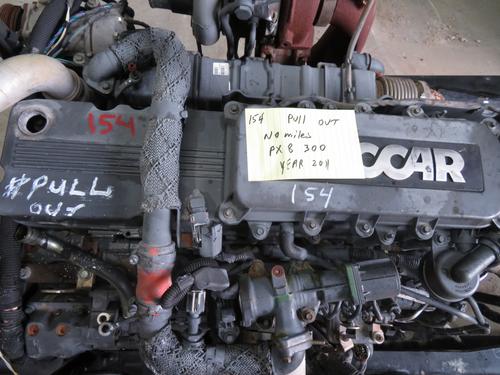 154 PULL OUT
No miles
PX 8 300
YEAR 2011
CCAR
154
154
#PULL
OUT